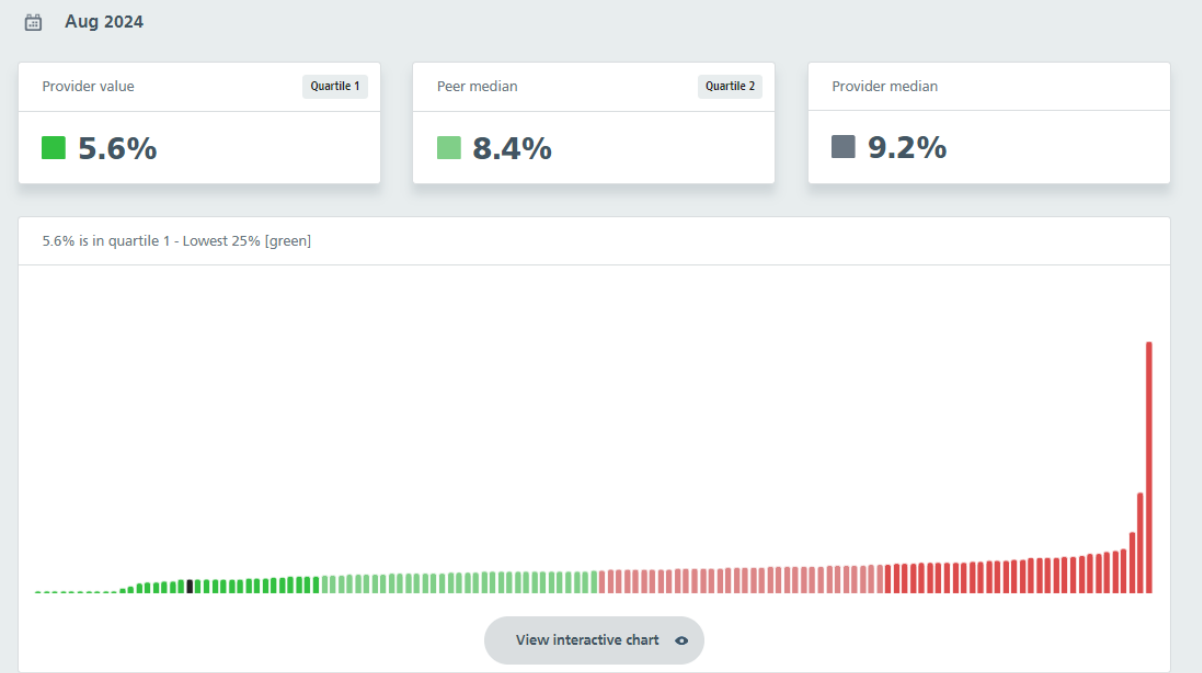 Aug 2024
Provider value
Quartile 1
5.6%
Peer median
Quartile 2
8.4%
Provider median
9.2%
5.6% is in quartile 1 - Lowest 25% [green]
View interactive chart